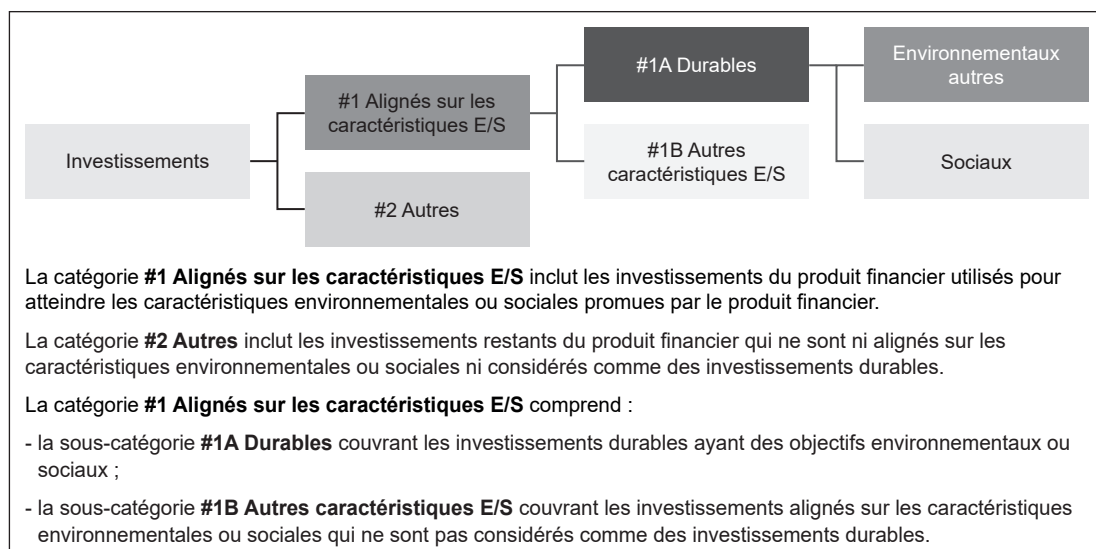 #1A Durables
Environnementaux
autres
#1 Alignés sur les
caractéristiques E/S
Investissements
#1B Autres
caractéristiques E/S
Sociaux
#2 Autres
La catégorie #1 Alignés sur les caractéristiques E/S inclut les investissements du produit financier utilisés pour
atteindre les caractéristiques environnementales ou sociales promues par le produit financier.
La catégorie #2 Autres inclut les investissements restants du produit financier qui ne sont ni alignés sur les
caractéristiques environnementales ou sociales ni considérés comme des investissements durables.
La catégorie #1 Alignés sur les caractéristiques E/S comprend :
- la sous-catégorie #1A Durables couvrant les investissements durables ayant des objectifs environnementaux ou
sociaux ;
- la sous-catégorie #1B Autres caractéristiques E/S couvrant les investissements alignés sur les caractéristiques
environnementales ou sociales qui ne sont pas considérés comme des investissements durables.